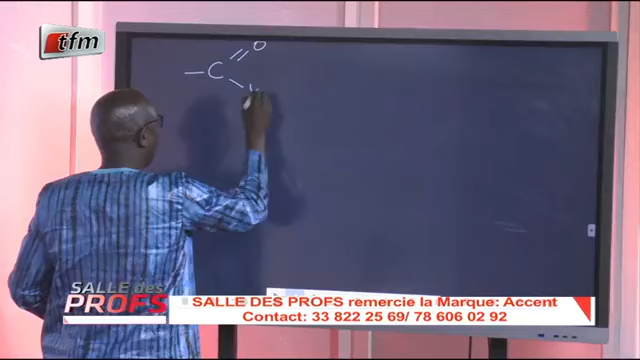 tfm
O
C
SALLE des
PROFS
SALLE DES PROFS remercie la Marque: Accent
Contact: 33 822 25 69/ 78 606 02 92